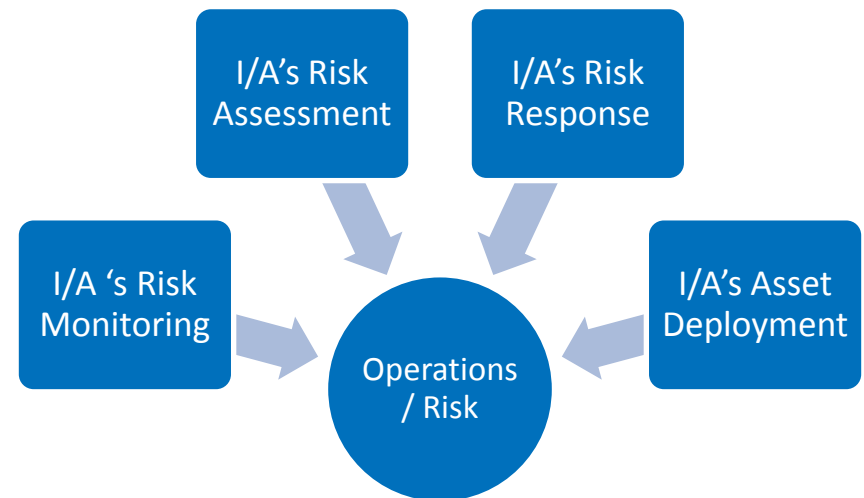 I/A's Risk
Assessment
I/A's Risk
Response
I/A ‘s Risk
Monitoring
I/A's Asset
Deployment
Operations
/ Risk